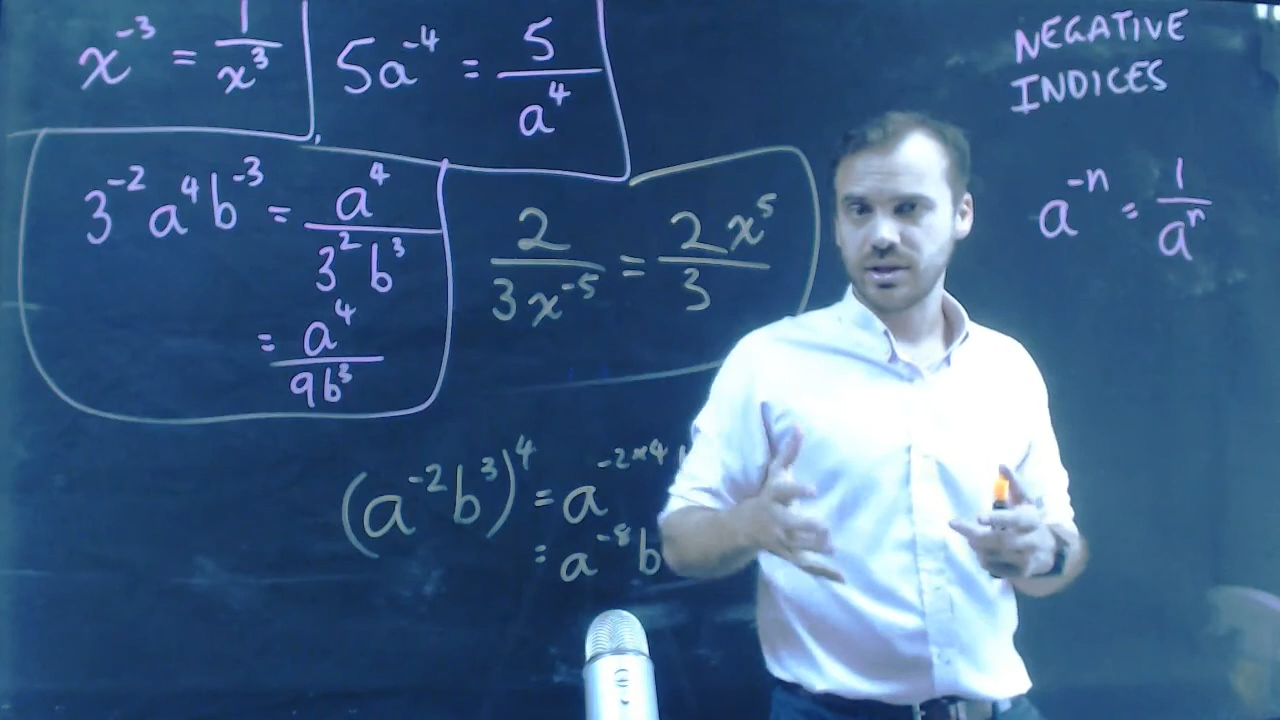 x⁻³ = 1/x³
5a⁻⁴ = 5/a⁴
NEGATIVE
INDICES
a⁻ⁿ = 1/aⁿ
3⁻²a⁴b⁻³ = a⁴/3²b³
= a⁴/9b³
2/3x⁻⁵ = 2x⁵/3
(a⁻²b³)⁴ = a⁻²ˣ⁴
= a⁻⁸b